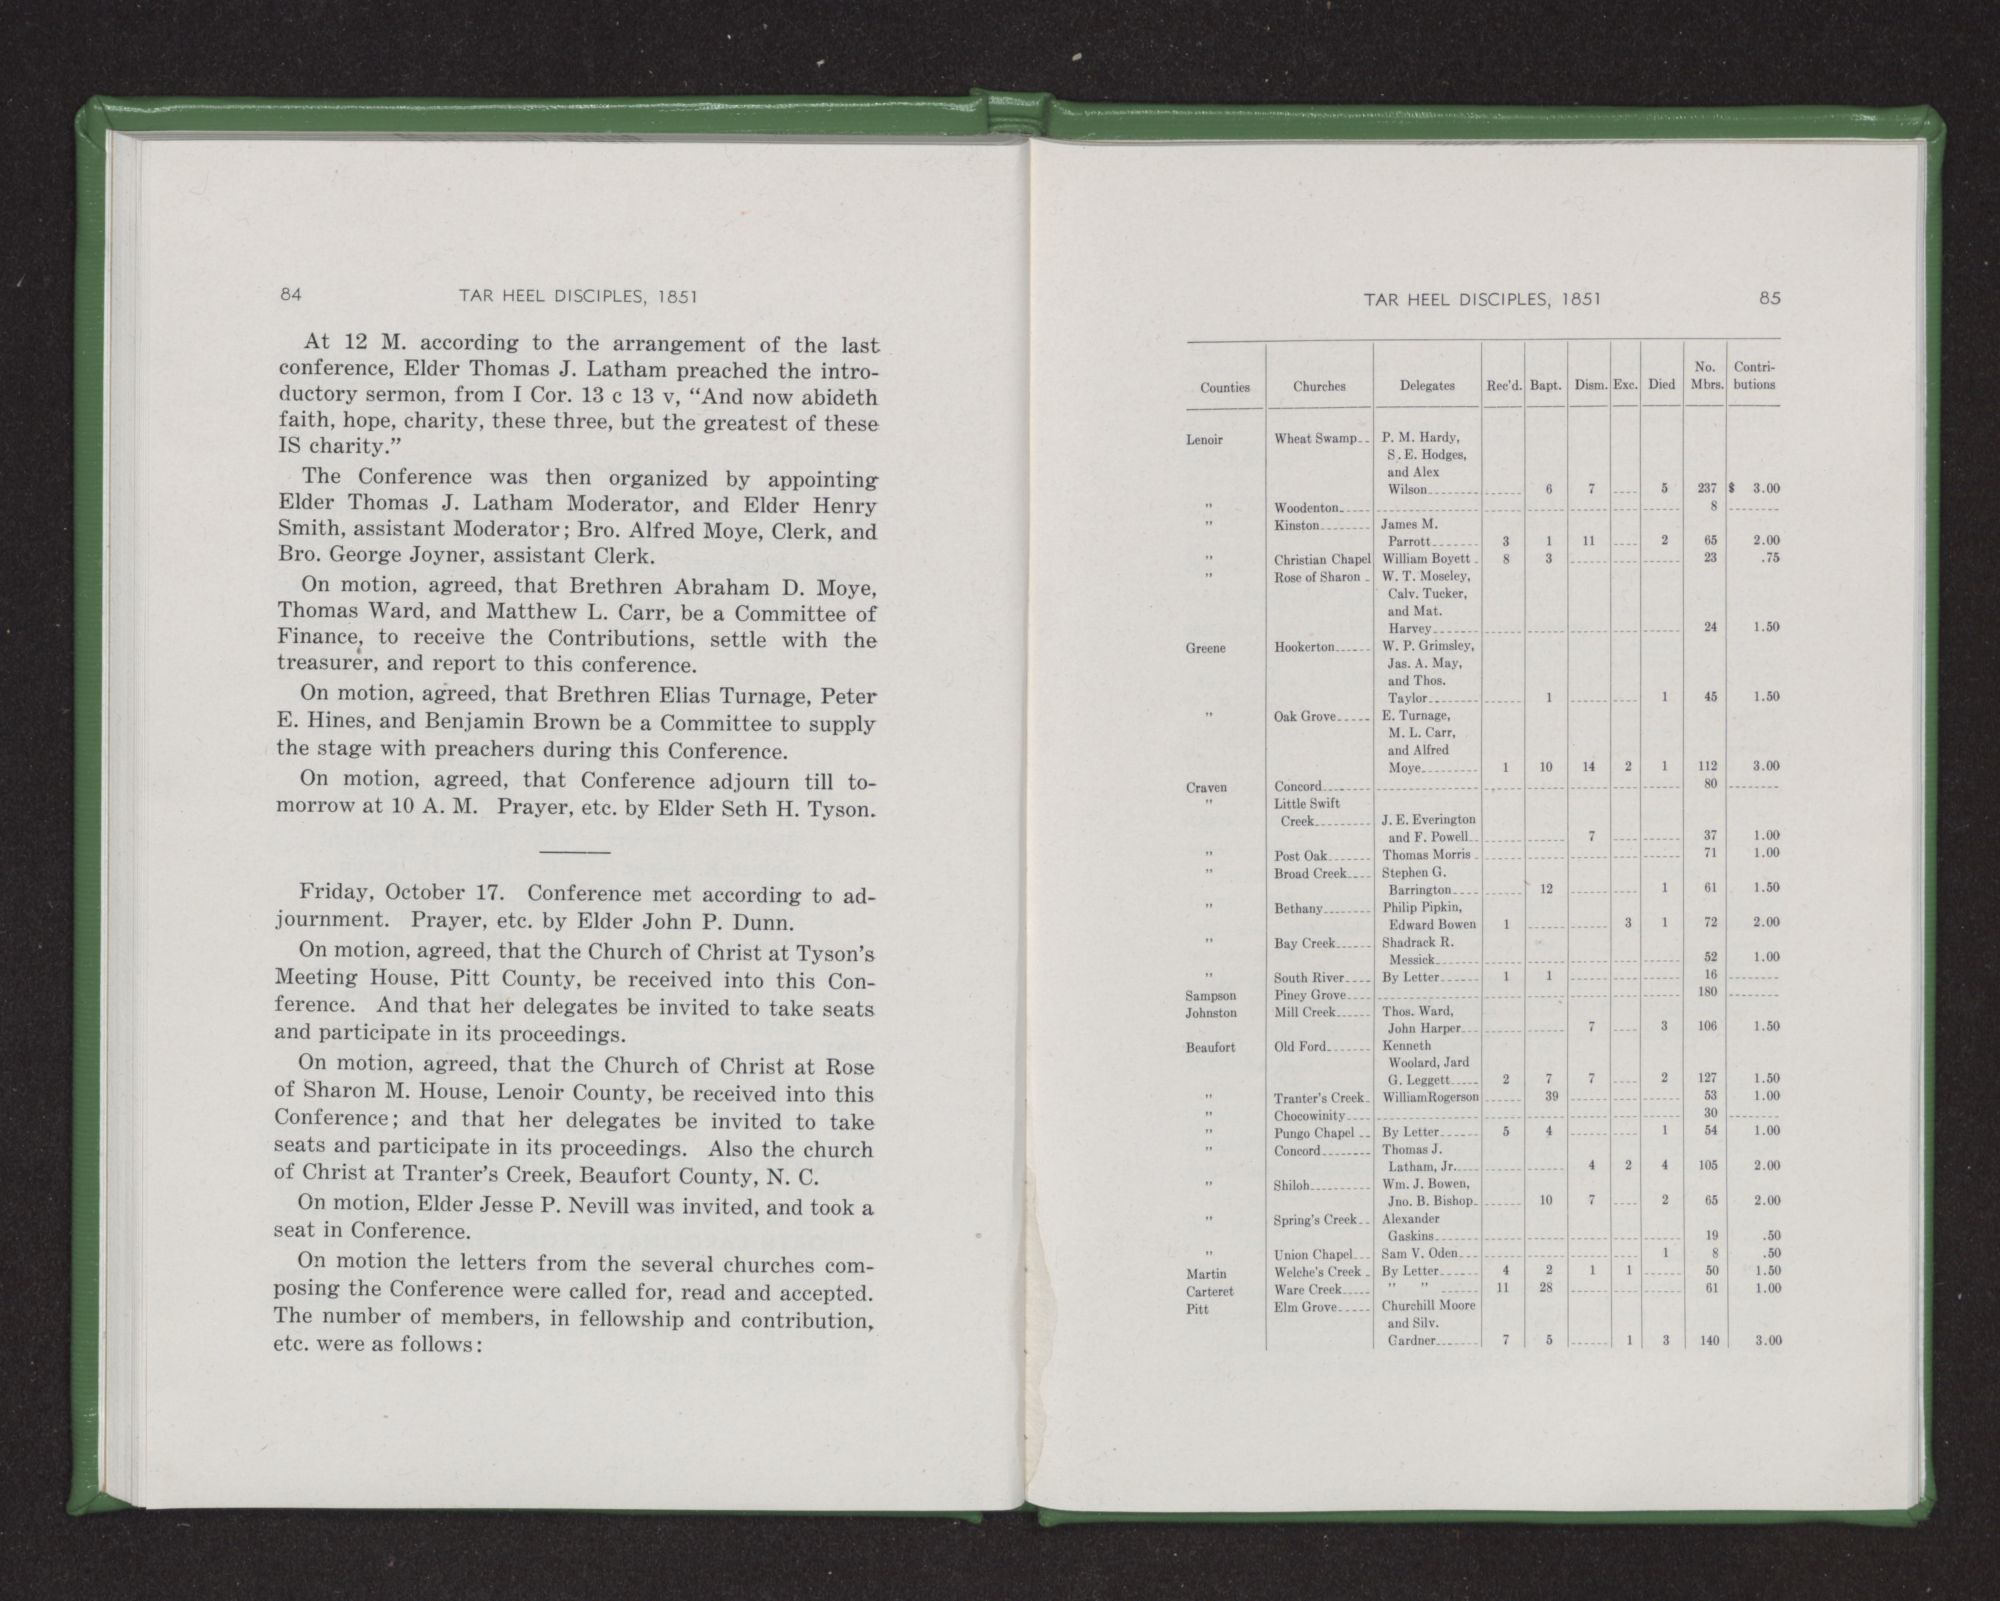 84 TAR HEEL DISCIPLES, 1851
At 12 M. according to the arrangement of the last
conference, Elder Thomas J. Latham preached the intro-
ductory sermon, from I Cor. 13 c 13 v, “And now abideth
faith, hope, charity, these three, but the greatest of these
IS charity.”
The Conference was then organized by appointing
Elder Thomas J. Latham Moderator, and Elder Henry
Smith, assistant Moderator; Bro. Alfred Moye, Clerk, and
Bro. George Joyner, assistant Clerk.
On motion, agreed, that Brethren Abraham D. Moye,
Thomas Ward, and Matthew L. Carr, be a Committee of
Finance, to receive the Contributions, settle with the
treasurer, and report to this conference.
On motion, agreed, that Brethren Elias Turnage, Peter
E. Hines, and Benjamin Brown be a Committee to supply
the stage with preachers during this Conference.
On motion, agreed, that Conference adjourn till to-
morrow at 10 A. M. Prayer, etc. by Elder Seth H. Tyson.
Friday, October 17. Conference met according to ad-
journment. Prayer, etc. by Elder John P. Dunn.
On motion, agreed, that the Church of Christ at Tyson’s
Meeting House, Pitt County, be received into this Con-
ference. And that her delegates be invited to take seats
and participate in its proceedings.
On motion, agreed, that the Church of Christ at Rose
of Sharon M. House, Lenoir County, be received into this
Conference; and that her delegates be invited to take
seats and participate in its proceedings. Also the church
of Christ at Tranter’s Creek, Beaufort County, N. C.
On motion, Elder Jesse P. Nevill was invited, and took a
seat in Conference.
On motion the letters from the several churches com-
posing the Conference were called for, read and accepted.
The number of members, in fellowship and contribution,
etc. were as follows:
TAR HEEL DISCIPLES, 1851 85
No. Contri-
Counties Churches Delegates Rec’d. Bapt. Dism. Exc. Died Mbrs. butions
Lenoir Wheat Swamp P. M. Hardy,
S. E. Hodges,
and Alex
Wilson 6 7 5 237 $ 3.00
” Woodenton 8
” Kinston James M.
Parrott 3 1 11 2 65 2.00
” Christian Chapel William Boyett 8 3 23 .75
” Rose of Sharon W. T. Moseley,
Calv. Tucker,
and Mat.
Harvey 24 1.50
Greene Hookerton W. P. Grimsley,
Jas. A. May,
and Thos.
Taylor 1 1 45 1.50
” Oak Grove E. Turnage,
M. L. Carr,
and Alfred
Moye 1 10 14 2 1 112 3.00
Craven Concord 80
” Little Swift
Creek J. E. Everington
and F. Powell 7 37 1.00
” Post Oak Thomas Morris 71 1.00
” Broad Creek Stephen G.
Barrington 12 1 61 1.50
” Bethany Philip Pipkin,
Edward Bowen 1 3 1 72 2.00
” Bay Creek Shadrack R.
Messick 52 1.00
” South River By Letter 1 1 16
Sampson Piney Grove 180
Johnston Mill Creek Thos. Ward,
John Harper 7 3 106 1.50
Beaufort Old Ford Kenneth
Woolard, Jard
G. Leggett 2 7 7 2 127 1.50
” Tranter’s Creek WilliamRogerson 39 53 1.00
” Chocowinity 30
” Pungo Chapel By Letter 5 4 1 54 1.00
” Concord Thomas J.
Latham, Jr. 4 2 4 105 2.00
” Shiloh Wm. J. Bowen,
Jno. B. Bishop 10 7 2 65 2.00
” Spring’s Creek Alexander
Gaskins 19 .50
” Union Chapel Sam V. Oden 1 8 .50
Martin Welche’s Creek By Letter 4 2 1 1 50 1.50
Carteret Ware Creek ” ” 11 28 61 1.00
Pitt Elm Grove Churchill Moore
and Silv.
Gardner 7 5 1 3 140 3.00